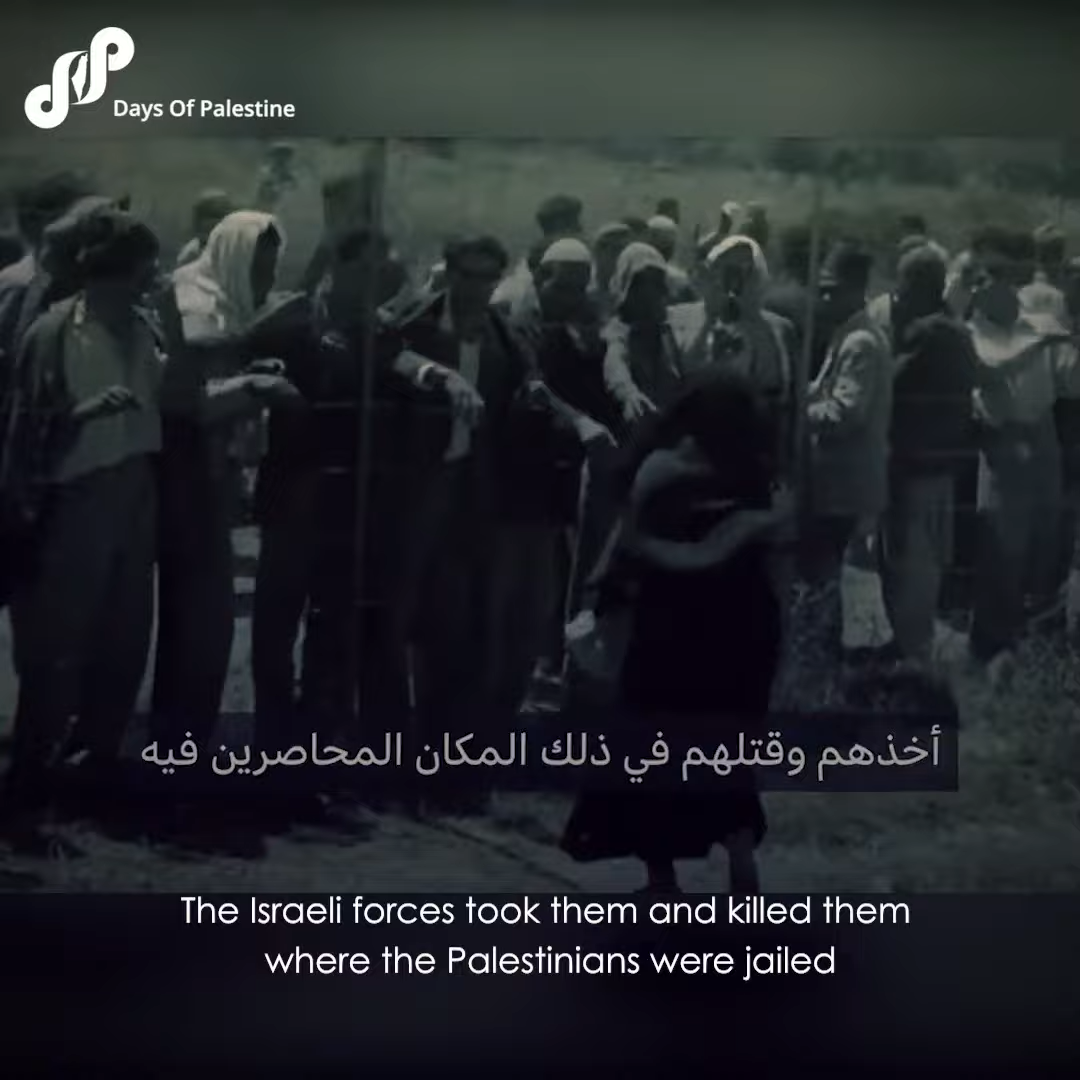 Days Of Palestine
أخذهم وقتلهم في ذلك المكان المحاصرين فيه
The Israeli forces took them and killed them
where the Palestinians were jailed